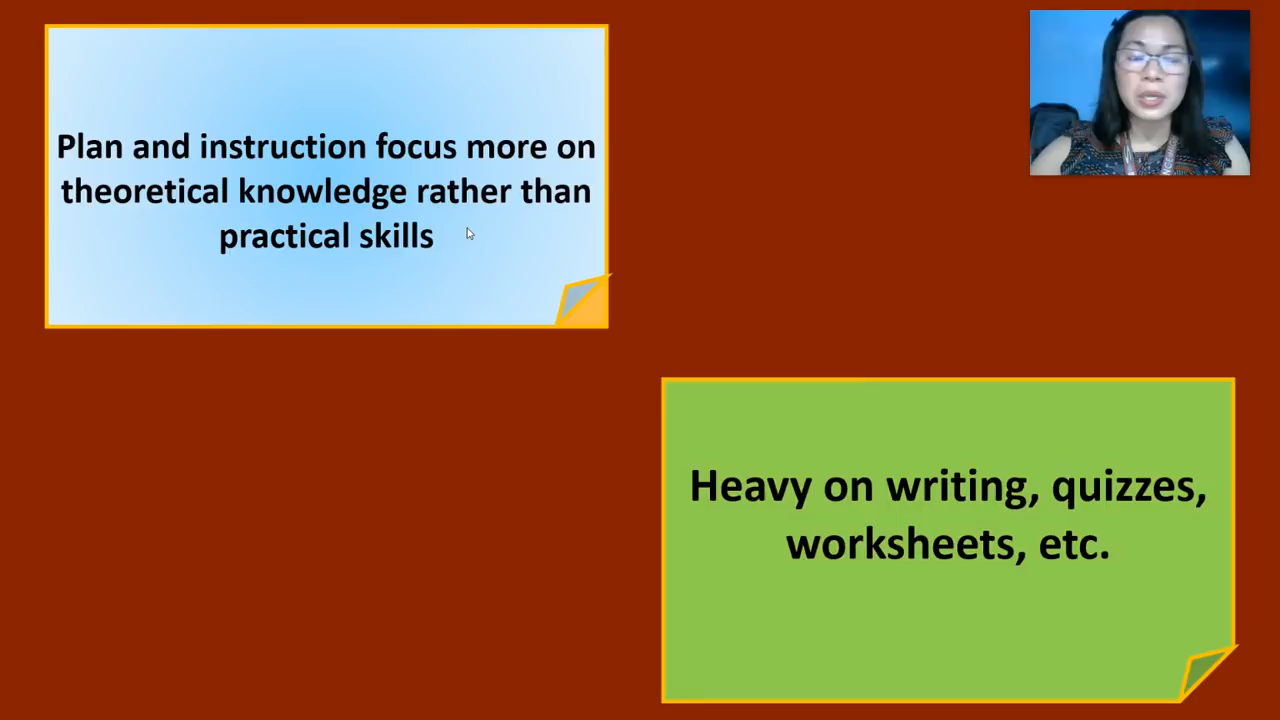 Plan and instruction focus more on
theoretical knowledge rather than
practical skills
Heavy on writing, quizzes,
worksheets, etc.